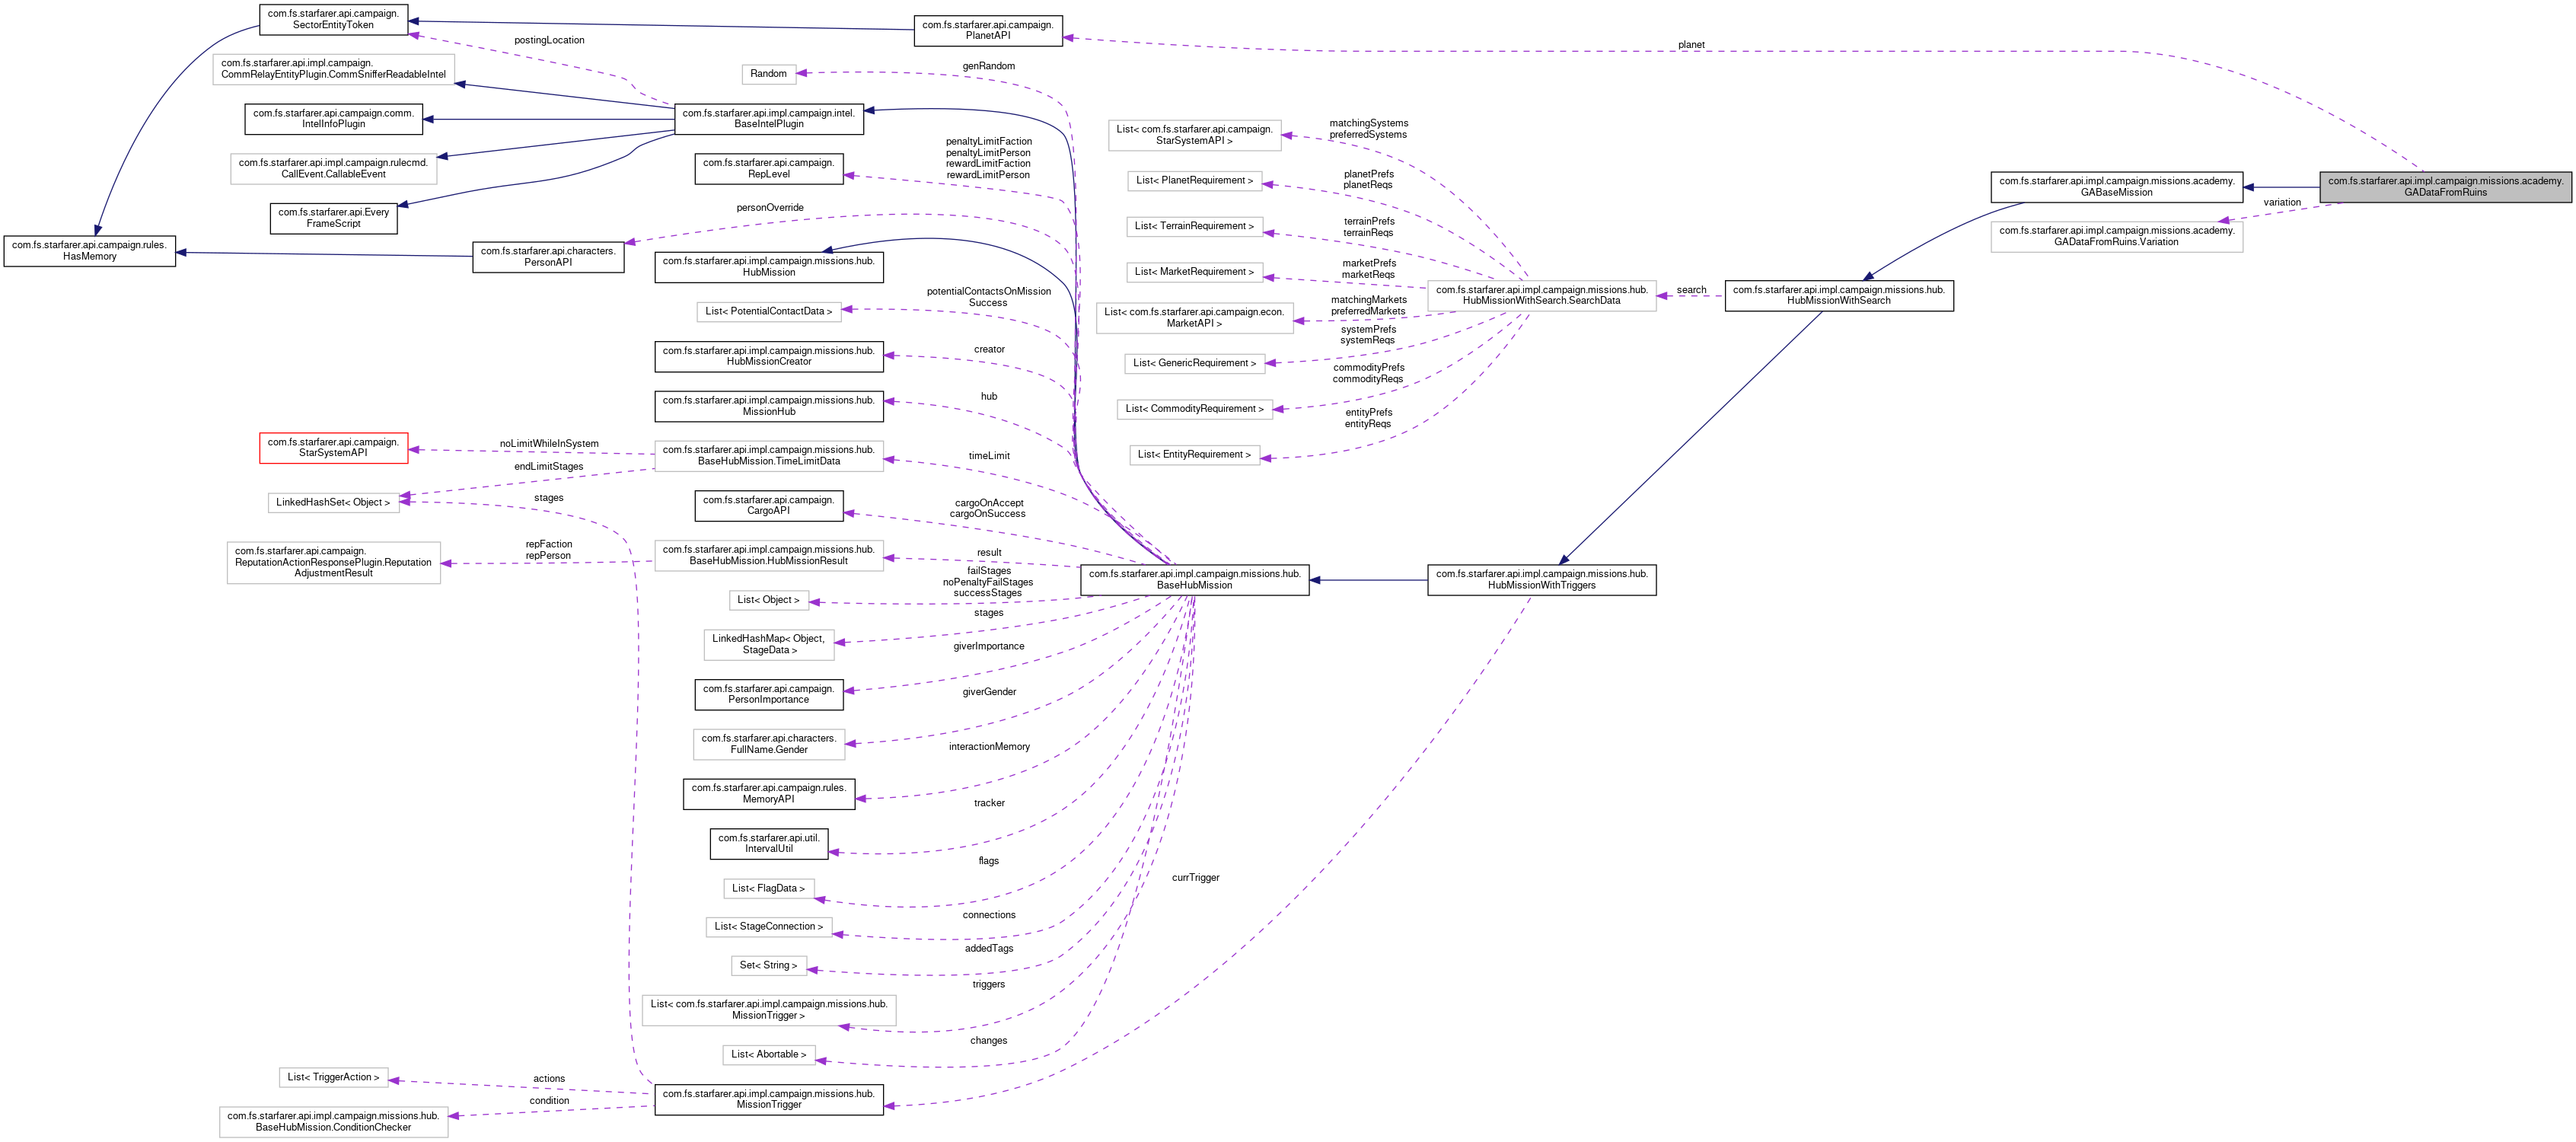 com.fs.starfarer.api.campaign.
SectorEntityToken
com.fs.starfarer.api.campaign.
PlanetAPI
postingLocation
planet
com.fs.starfarer.api.impl.campaign.
CommRelayEntityPlugin.CommSnifferReadableIntel
Random
genRandom
com.fs.starfarer.api.campaign.comm.
IntelInfoPlugin
com.fs.starfarer.api.impl.campaign.intel.
BaseIntelPlugin
com.fs.starfarer.api.impl.campaign.rulecmd.
CallEvent.CallableEvent
com.fs.starfarer.api.campaign.
RepLevel
penaltyLimitFaction
penaltyLimitPerson
rewardLimitFaction
rewardLimitPerson
com.fs.starfarer.api.Every
FrameScript
personOverride
com.fs.starfarer.api.campaign.rules.
HasMemory
com.fs.starfarer.api.characters.
PersonAPI
com.fs.starfarer.api.impl.campaign.missions.hub.
HubMission
List< PotentialContactData >
potentialContactsOnMission
Success
com.fs.starfarer.api.impl.campaign.missions.hub.
HubMissionCreator
creator
com.fs.starfarer.api.impl.campaign.missions.hub.
MissionHub
hub
com.fs.starfarer.api.campaign.
StarSystemAPI
noLimitWhileInSystem
endLimitStages
com.fs.starfarer.api.impl.campaign.missions.hub.
BaseHubMission.TimeLimitData
timeLimit
LinkedHashSet< Object >
stages
com.fs.starfarer.api.campaign.
CargoAPI
cargoOnAccept
cargoOnSuccess
com.fs.starfarer.api.campaign.
ReputationActionResponsePlugin.Reputation
AdjustmentResult
repFaction
repPerson
com.fs.starfarer.api.impl.campaign.missions.hub.
BaseHubMission.HubMissionResult
result
List< Object >
failStages
noPenaltyFailStages
successStages
LinkedHashMap< Object,
StageData >
stages
com.fs.starfarer.api.campaign.
PersonImportance
giverImportance
com.fs.starfarer.api.characters.
FullName.Gender
giverGender
com.fs.starfarer.api.campaign.rules.
MemoryAPI
interactionMemory
com.fs.starfarer.api.util.
IntervalUtil
tracker
List< FlagData >
flags
List< StageConnection >
connections
Set< String >
addedTags
List< com.fs.starfarer.api.impl.campaign.missions.hub.
MissionTrigger >
triggers
List< Abortable >
changes
List< TriggerAction >
actions
com.fs.starfarer.api.impl.campaign.missions.hub.
BaseHubMission.ConditionChecker
condition
com.fs.starfarer.api.impl.campaign.missions.hub.
MissionTrigger
com.fs.starfarer.api.impl.campaign.missions.hub.
BaseHubMission
currTrigger
List< com.fs.starfarer.api.campaign.
StarSystemAPI >
matchingSystems
preferredSystems
List< PlanetRequirement >
planetPrefs
planetReqs
List< TerrainRequirement >
terrainPrefs
terrainReqs
List< MarketRequirement >
marketPrefs
marketReqs
List< com.fs.starfarer.api.campaign.econ.
MarketAPI >
matchingMarkets
preferredMarkets
List< GenericRequirement >
systemPrefs
systemReqs
List< CommodityRequirement >
commodityPrefs
commodityReqs
List< EntityRequirement >
entityPrefs
entityReqs
com.fs.starfarer.api.impl.campaign.missions.hub.
HubMissionWithSearch.SearchData
search
com.fs.starfarer.api.impl.campaign.missions.hub.
HubMissionWithSearch
com.fs.starfarer.api.impl.campaign.missions.hub.
HubMissionWithTriggers
com.fs.starfarer.api.impl.campaign.missions.academy.
GABaseMission
com.fs.starfarer.api.impl.campaign.missions.academy.
GADataFromRuins
variation
com.fs.starfarer.api.impl.campaign.missions.academy.
GADataFromRuins.Variation